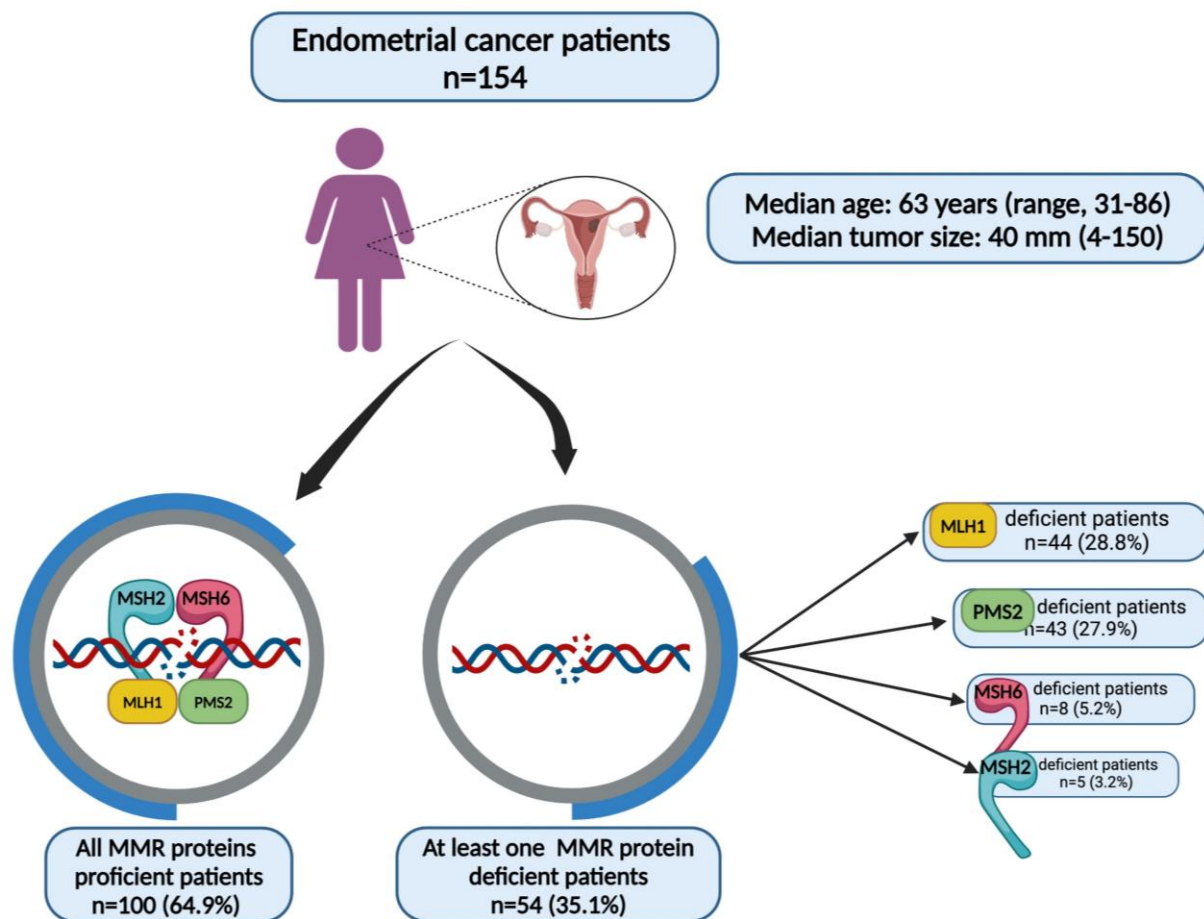 Endometrial cancer patients
n=154
Median age: 63 years (range, 31-86)
Median tumor size: 40 mm (4-150)
MSH2 MSH6
MLH1 PMS2
All MMR proteins
proficient patients
n=100 (64.9%)
At least one MMR protein
deficient patients
n=54 (35.1%)
MLH1 deficient patients
n=44 (28.8%)
PMS2 deficient patients
n=43 (27.9%)
MSH6 deficient patients
n=8 (5.2%)
MSH2 deficient patients
n=5 (3.2%)